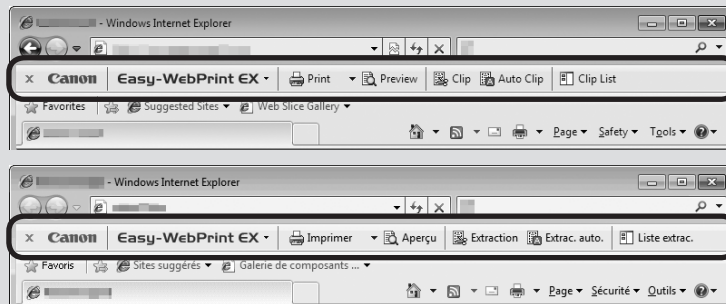 - Windows Internet Explorer
x Canon Easy-WebPrint EX Print Preview Clip Auto Clip Clip List
Favorites Suggested Sites Web Slice Gallery
Page Safety Tools
- Windows Internet Explorer
x Canon Easy-WebPrint EX Imprimer Aperçu Extraction Extrac. auto. Liste extrac.
Favoris Sites suggérés Galerie de composants ...
Page Sécurité Outils